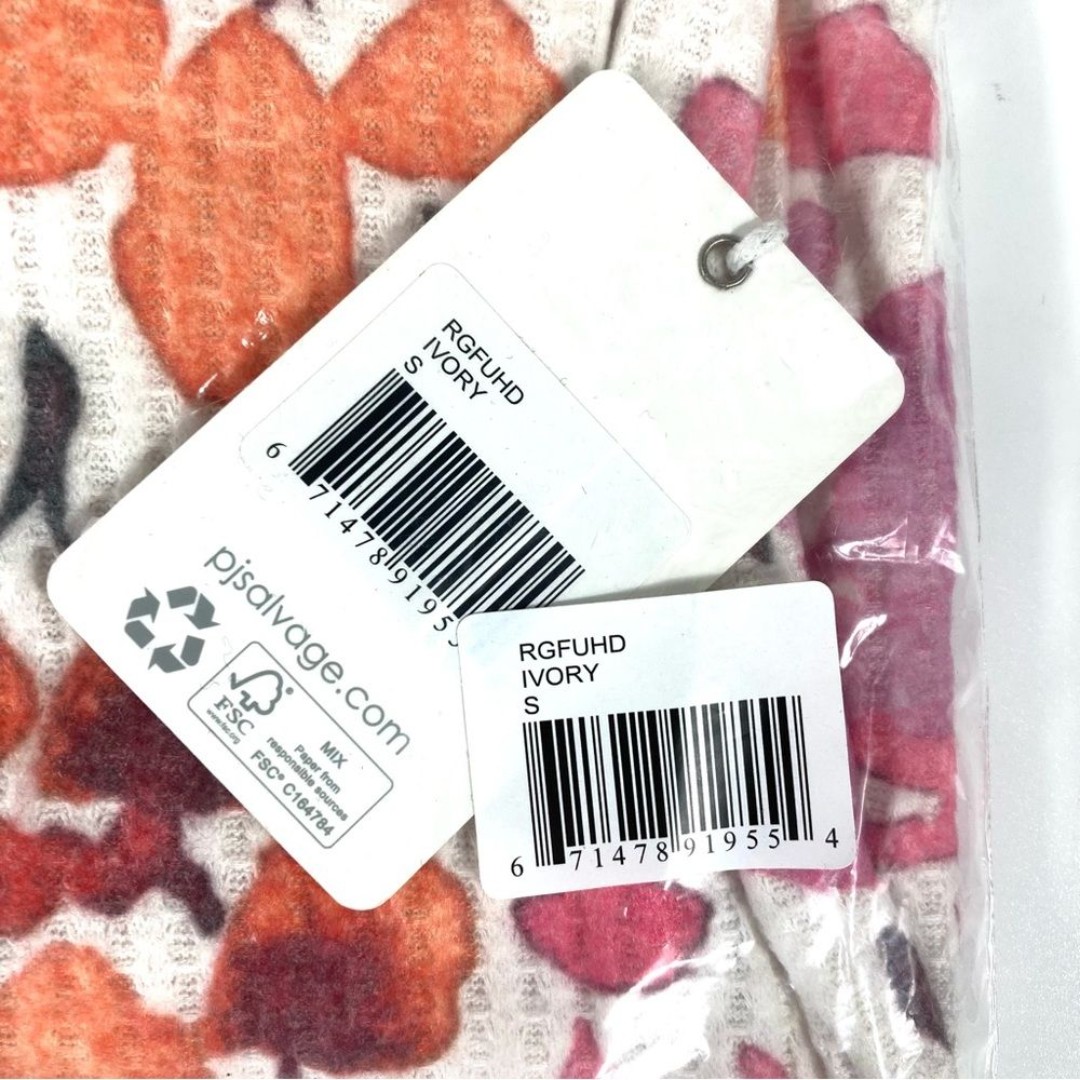 RGFUHD
IVORY
S
6 71478 91955
pjsalvage.com
FSC
www.fsc.org
MIX
Paper from
responsible sources
FSC® C164784
RGFUHD
IVORY
S
6 71478 91955 4